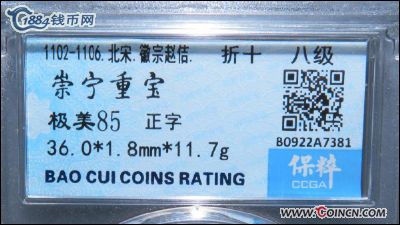 1884钱币网
1102-1106.北宋.徽宗赵佶. 折十 八级
崇宁重宝
极美85 正字
36.0*1.8mm*11.7g
B0922A7381
BAO CUI COINS RATING
保粹
CCGA
www.COINCN.com